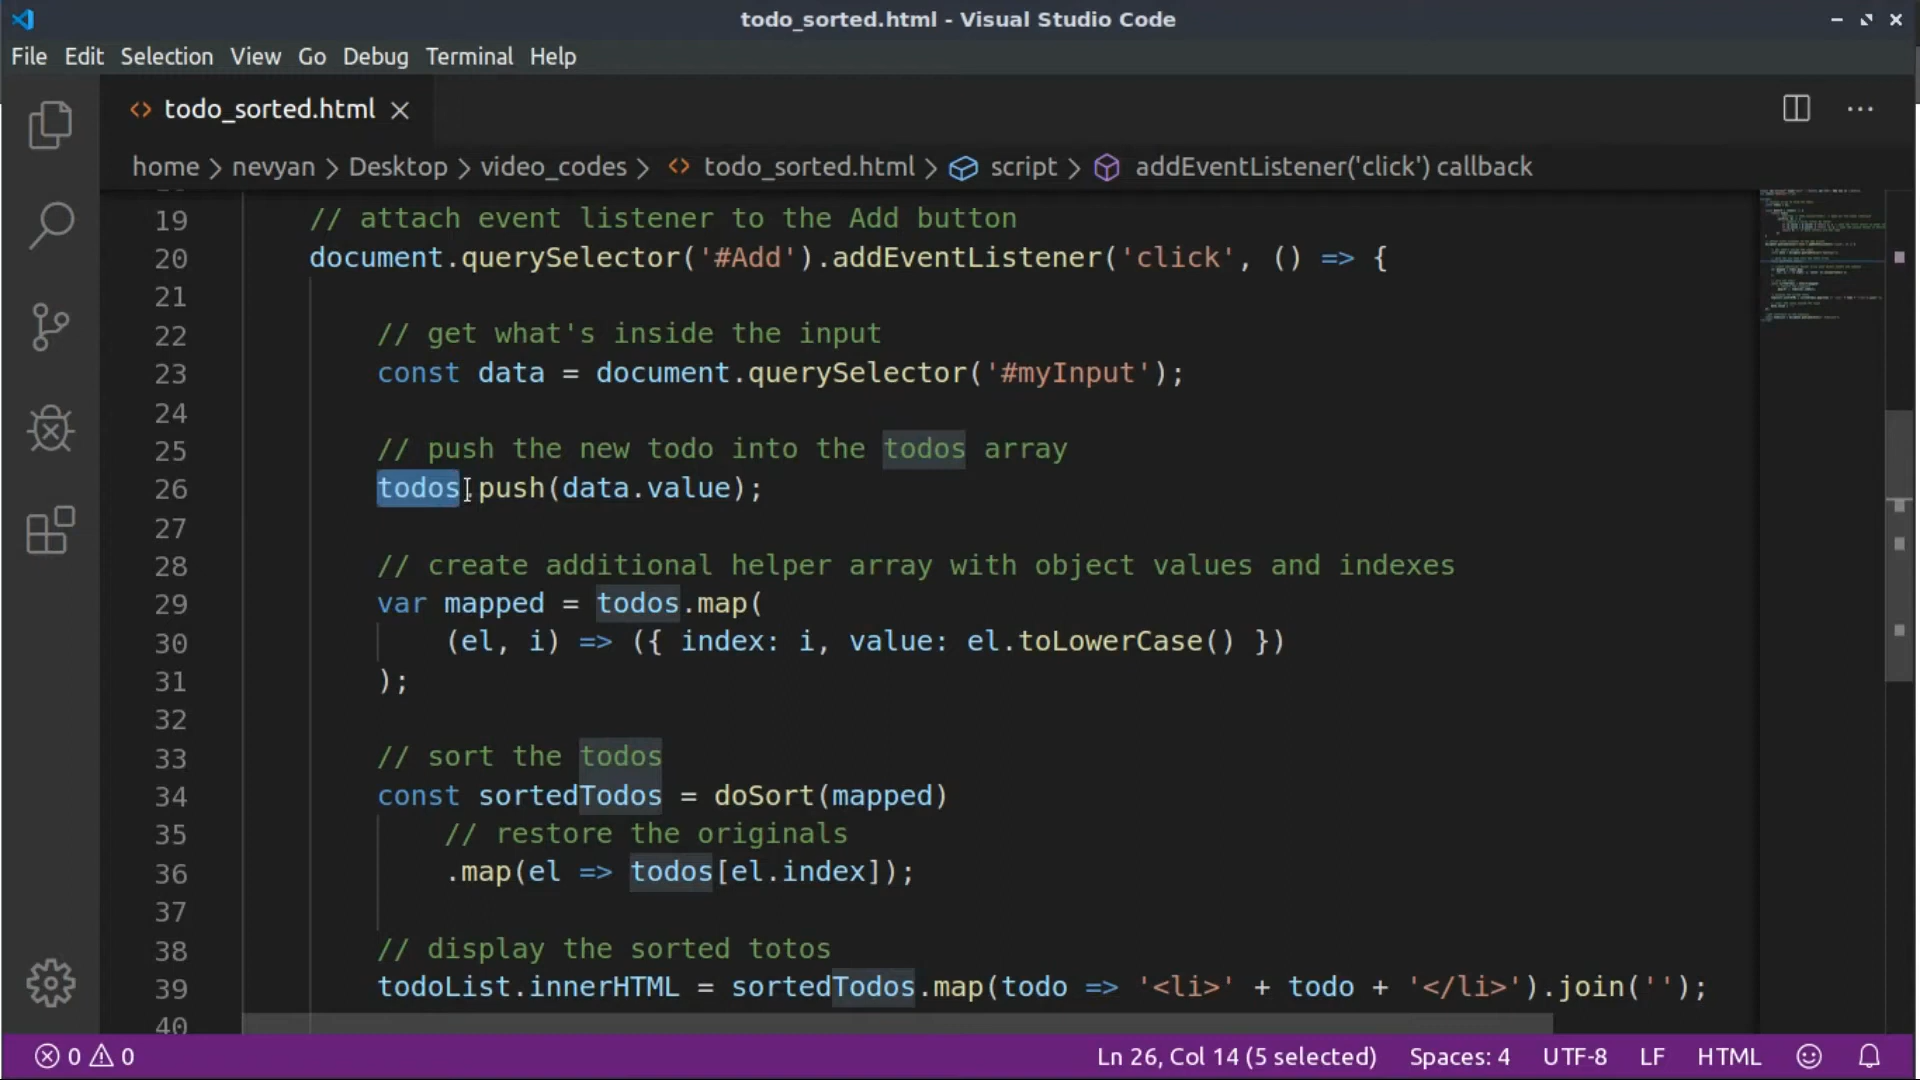 todo_sorted.html - Visual Studio Code
File Edit Selection View Go Debug Terminal Help
todo_sorted.html
home > nevyan > Desktop > video_codes > todo_sorted.html > script > addEventListener('click') callback
19 // attach event listener to the Add button
20 document.querySelector('#Add').addEventListener('click', () => {
21
22 // get what's inside the input
23 const data = document.querySelector('#myInput');
24
25 // push the new todo into the todos array
26 todos.push(data.value);
27
28 // create additional helper array with object values and indexes
29 var mapped = todos.map(
30 (el, i) => ({ index: i, value: el.toLowerCase() })
31 );
32
33 // sort the todos
34 const sortedTodos = doSort(mapped)
35 // restore the originals
36 .map(el => todos[el.index]);
37
38 // display the sorted totos
39 todoList.innerHTML = sortedTodos.map(todo => '<li>' + todo + '</li>').join('');
40
0 0 Ln 26, Col 14 (5 selected) Spaces: 4 UTF-8 LF HTML